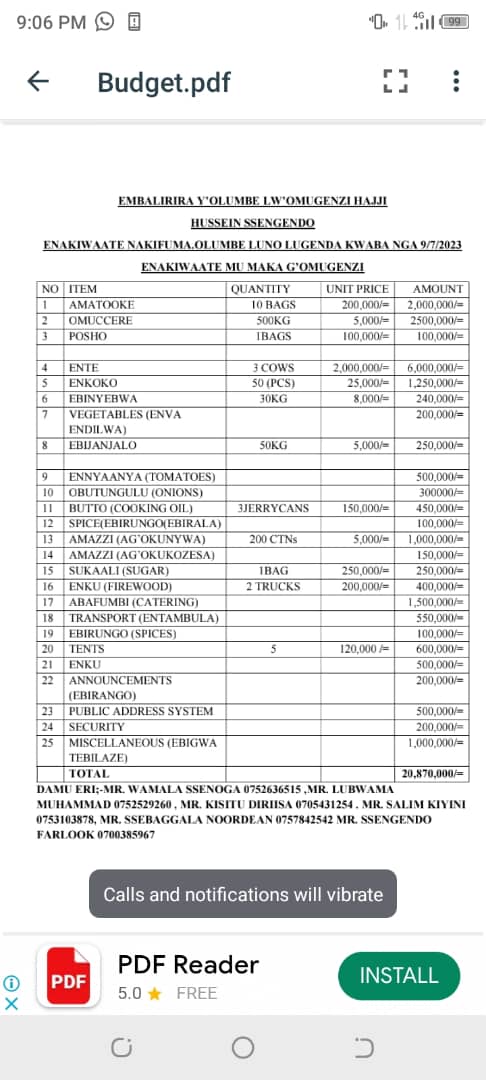 9:06 PM
4G
99
Budget.pdf
EMBALIRIRA Y'OLUMBE LW'OMUGENZI HAJJI
HUSSEIN SSENGENDO
ENAKIWAATE NAKIFUMA.OLUMBE LUNO LUGENDA KWABA NGA 9/7/2023
ENAKIWAATE MU MAKA G'OMUGENZI
NO ITEM QUANTITY UNIT PRICE AMOUNT
1 AMATOOKE 10 BAGS 200,000/= 2,000,000/=
2 OMUCCERE 500KG 5,000/= 2500,000/=
3 POSHO 1BAGS 100,000/= 100,000/=
4 ENTE 3 COWS 2,000,000/= 6,000,000/=
5 ENKOKO 50 (PCS) 25,000/= 1,250,000/=
6 EBINYEBWA 30KG 8,000/= 240,000/=
7 VEGETABLES (ENVA 200,000/=
ENDILWA)
8 EBIJANJALO 50KG 5,000/= 250,000/=
9 ENNYAANYA (TOMATOES) 500,000/=
10 OBUTUNGULU (ONIONS) 300000/=
11 BUTTO (COOKING OIL) 3JERRYCANS 150,000/= 450,000/=
12 SPICE(EBIRUNGO(EBIRALA) 100,000/=
13 AMAZZI (AG'OKUNYWA) 200 CTNs 5,000/= 1,000,000/=
14 AMAZZI (AG'OKUKOZESA) 150,000/=
15 SUKAALI (SUGAR) 1BAG 250,000/= 250,000/=
16 ENKU (FIREWOOD) 2 TRUCKS 200,000/= 400,000/=
17 ABAFUMBI (CATERING) 1,500,000/=
18 TRANSPORT (ENTAMBULA) 550,000/=
19 EBIRUNGO (SPICES) 100,000/=
20 TENTS 5 120,000 /= 600,000/=
21 ENKU 500,000/=
22 ANNOUNCEMENTS 200,000/=
(EBIRANGO)
23 PUBLIC ADDRESS SYSTEM 500,000/=
24 SECURITY 200,000/=
25 MISCELLANEOUS (EBIGWA 1,000,000/=
TEBILAZE)
TOTAL 20,870,000/=
DAMU ERI;-MR. WAMALA SSENOGA 0752636515 ,MR. LUBWAMA
MUHAMMAD 0752529260 , MR. KISITU DIRIISA 0705431254 . MR. SALIM KIYINI
0753103878, MR. SSEBAGGALA NOORDEAN 0757842542 MR. SSENGENDO
FARLOOK 0700385967
Calls and notifications will vibrate
PDF
PDF Reader
5.0 ★ FREE
INSTALL